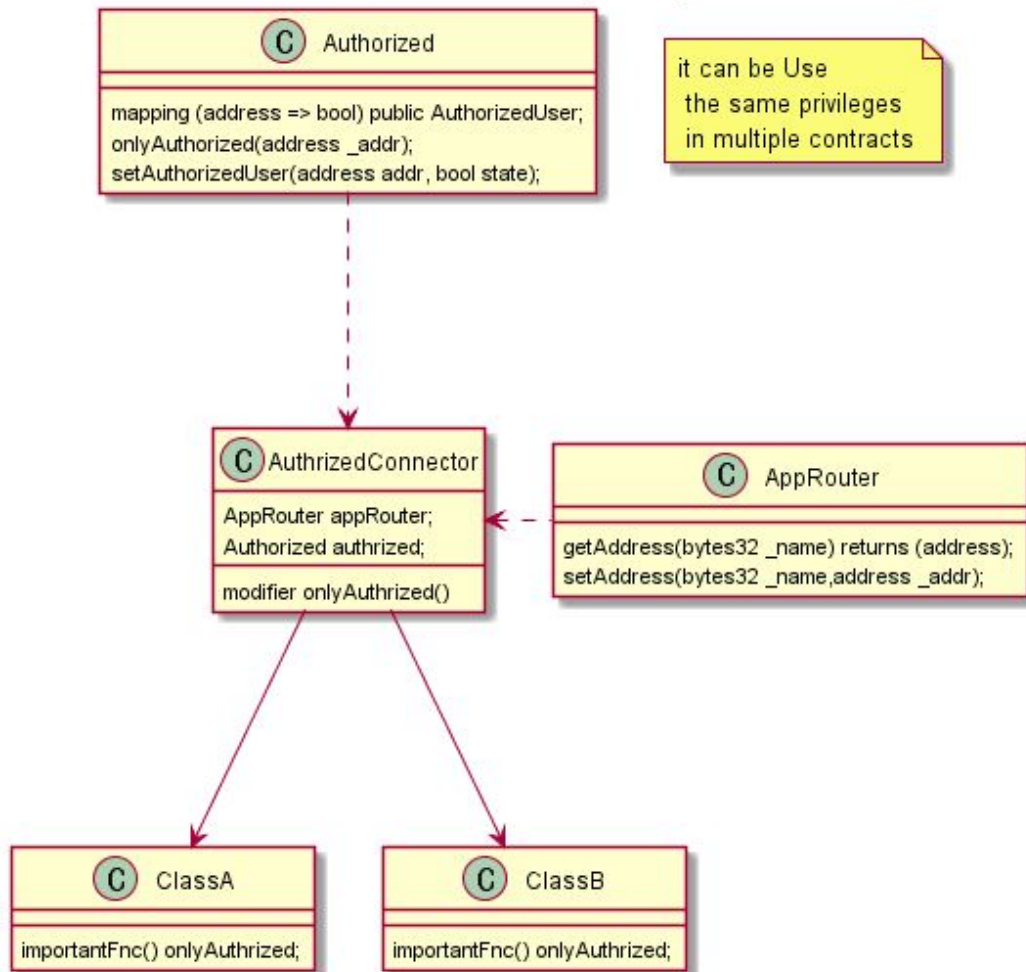 C Authorized
mapping (address => bool) public AuthorizedUser;
onlyAuthorized(address _addr);
setAuthorizedUser(address addr, bool state);
it can be Use
the same privileges
in multiple contracts
C AuthrizedConnector
AppRouter appRouter;
Authorized authrized;
modifier onlyAuthrized()
C AppRouter
getAddress(bytes32 _name) returns (address);
setAddress(bytes32 _name,address _addr);
C ClassA
importantFnc() onlyAuthrized;
C ClassB
importantFnc() onlyAuthrized;